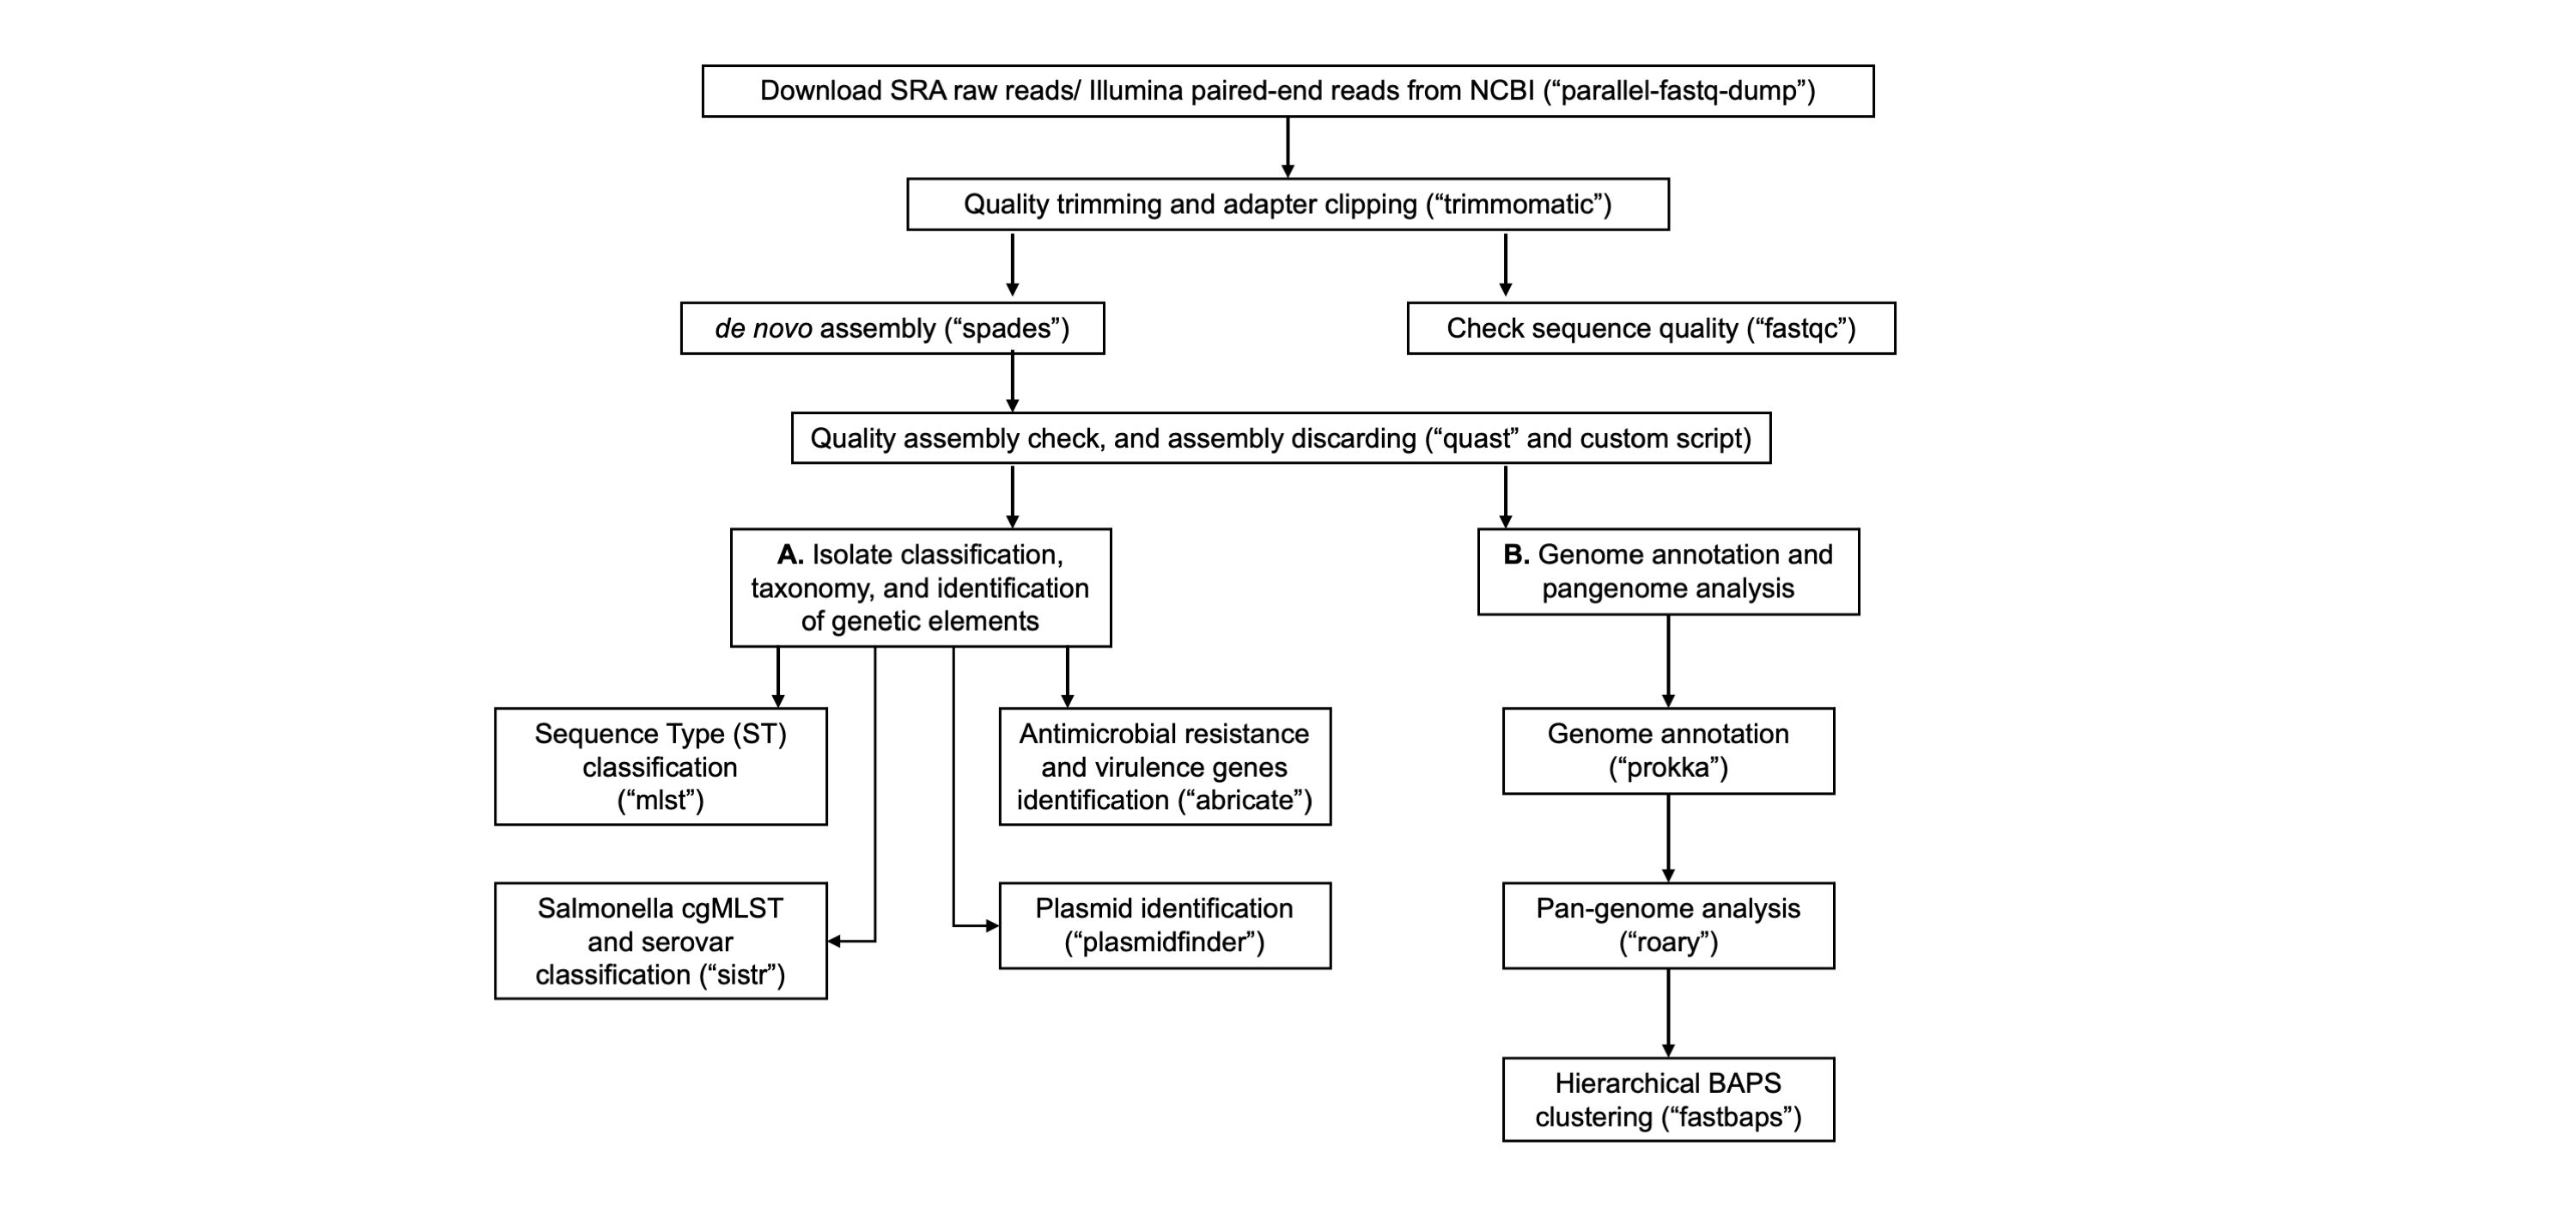 Download SRA raw reads/ Illumina paired-end reads from NCBI (“parallel-fastq-dump”)
Quality trimming and adapter clipping (“trimmomatic”)
de novo assembly (“spades”)
Check sequence quality (“fastqc”)
Quality assembly check, and assembly discarding (“quast” and custom script)
A. Isolate classification,
taxonomy, and identification
of genetic elements
B. Genome annotation and
pangenome analysis
Sequence Type (ST)
classification
(“mlst”)
Antimicrobial resistance
and virulence genes
identification (“abricate”)
Genome annotation
(“prokka”)
Salmonella cgMLST
and serovar
classification (“sistr”)
Plasmid identification
(“plasmidfinder”)
Pan-genome analysis
(“roary”)
Hierarchical BAPS
clustering (“fastbaps”)